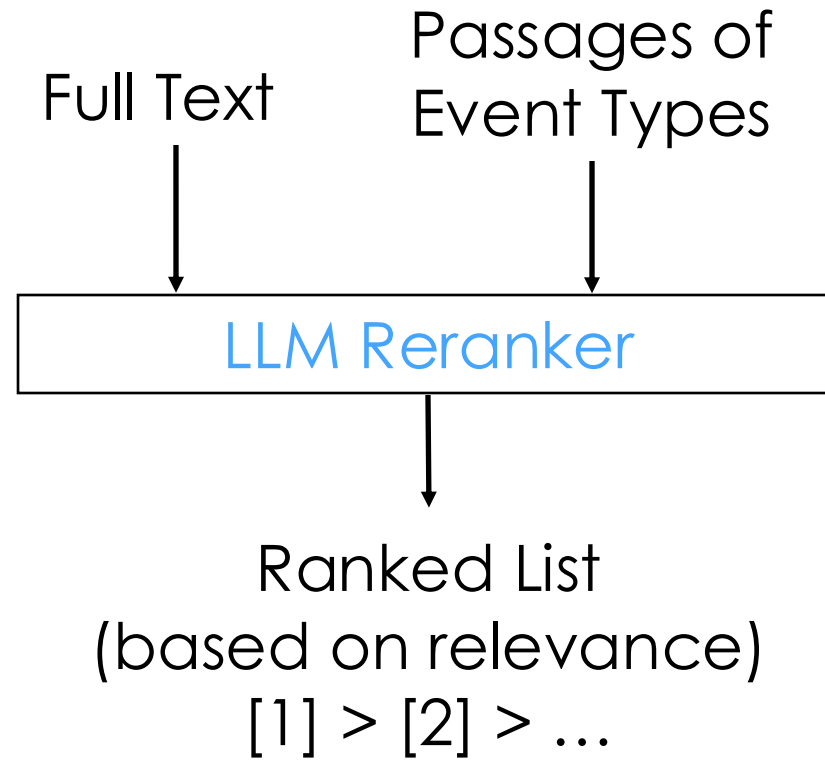 Full Text
Passages of
Event Types
LLM Reranker
Ranked List
(based on relevance)
[1] > [2] > ...